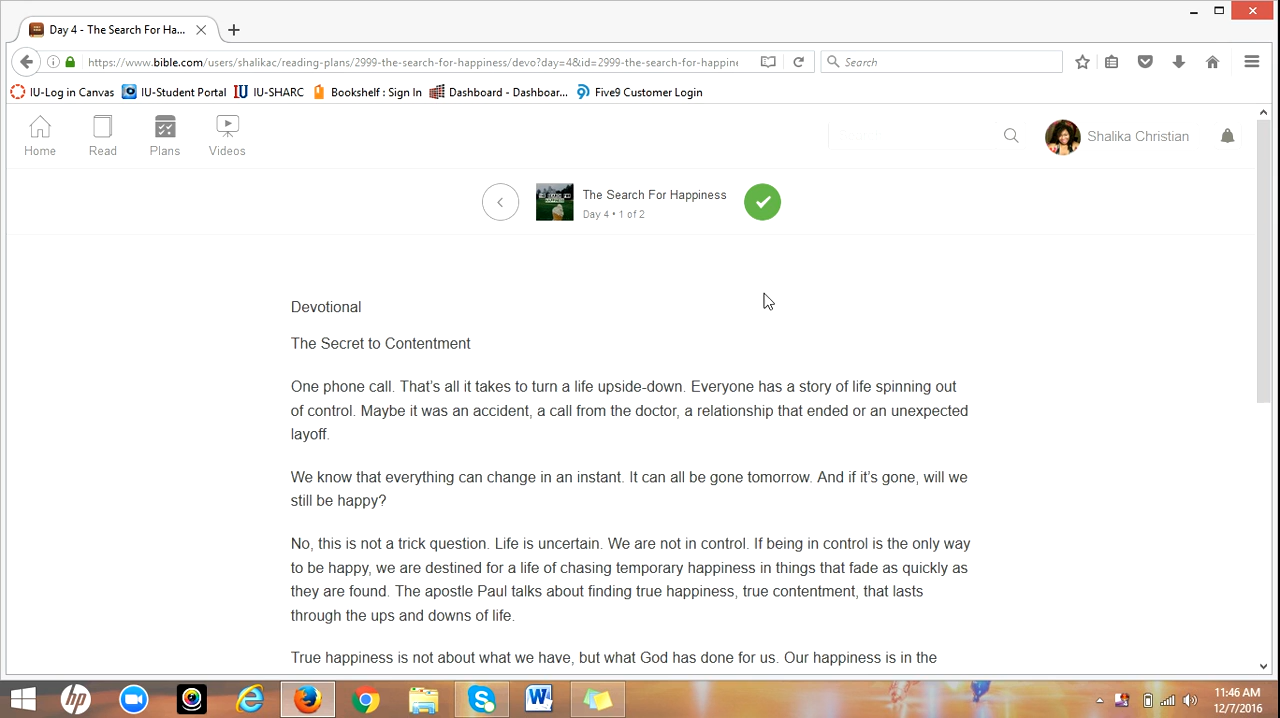 Day 4 - The Search For Ha...
https://www.bible.com/users/shalikac/reading-plans/2999-the-search-for-happiness/devo?day=4&id=2999-the-search-for-happine
Search
IU-Log in Canvas
IU-Student Portal
IU-SHARC
Bookshelf : Sign In
Dashboard - Dashboar...
Five9 Customer Login
Home
Read
Plans
Videos
Shalika Christian
The Search For Happiness
Day 4 • 1 of 2
Devotional
The Secret to Contentment
One phone call. That’s all it takes to turn a life upside-down. Everyone has a story of life spinning out
of control. Maybe it was an accident, a call from the doctor, a relationship that ended or an unexpected
layoff.
We know that everything can change in an instant. It can all be gone tomorrow. And if it’s gone, will we
still be happy?
No, this is not a trick question. Life is uncertain. We are not in control. If being in control is the only way
to be happy, we are destined for a life of chasing temporary happiness in things that fade as quickly as
they are found. The apostle Paul talks about finding true happiness, true contentment, that lasts
through the ups and downs of life.
True happiness is not about what we have, but what God has done for us. Our happiness is in the
11:46 AM
12/7/2016